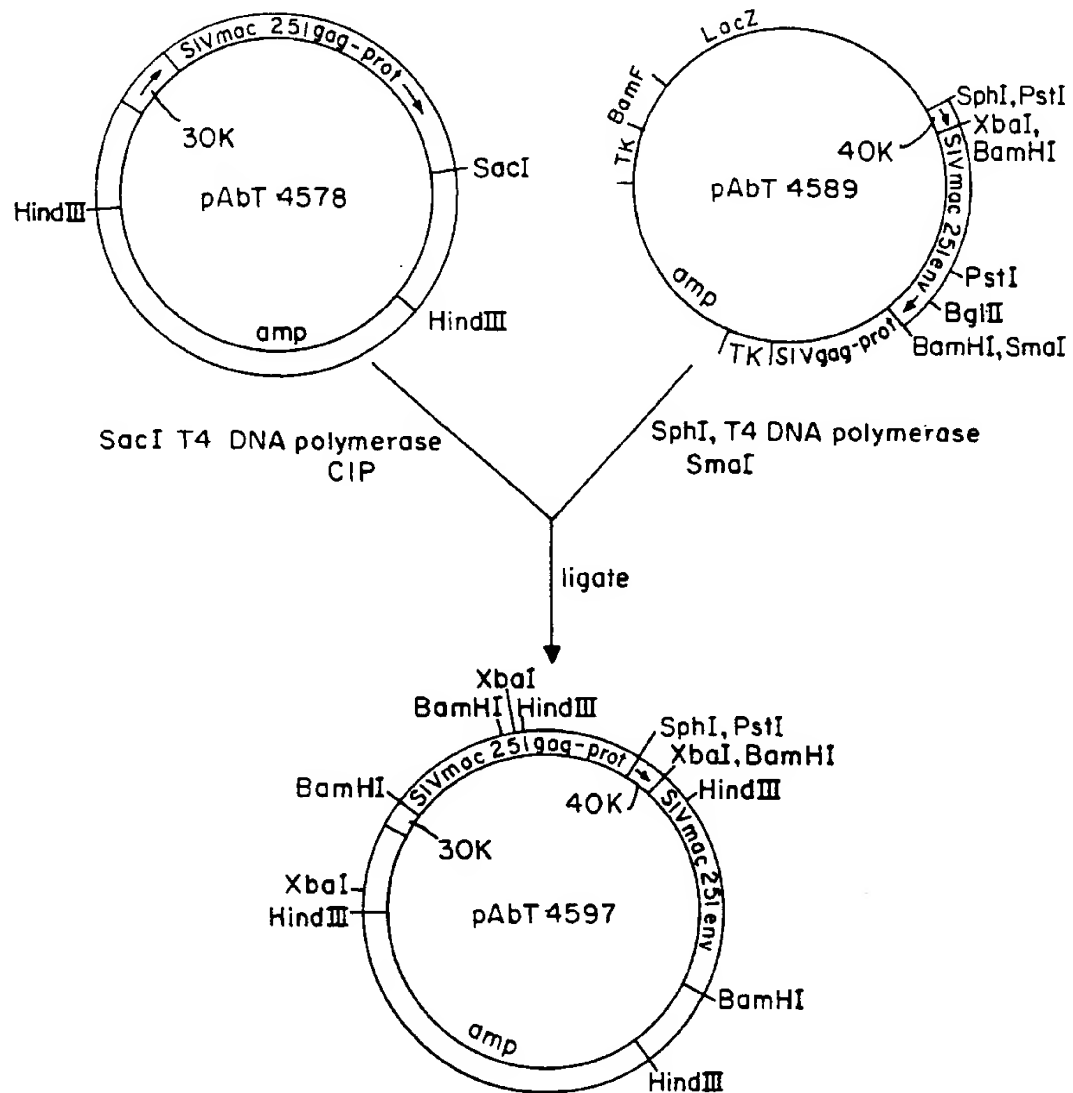 SIVmac 251gag-prot
30K
SacI
pAbT 4578
HindIII
HindIII
amp
LacZ
BamF
TK
SphI, PstI
40K
XbaI,
BamHI
pAbT 4589
SIVmac 251env
PstI
BglII
BamHI, SmaI
amp
TK
SIVgag-prot
SacI T4 DNA polymerase
CIP
SphI, T4 DNA polymerase
SmaI
ligate
XbaI
BamHI
HindIII
SphI, PstI
SIVmac 251gag-prot
XbaI, BamHI
BamHI
40K
HindIII
30K
SIVmac 251env
XbaI
HindIII
pAbT 4597
BamHI
amp
HindIII